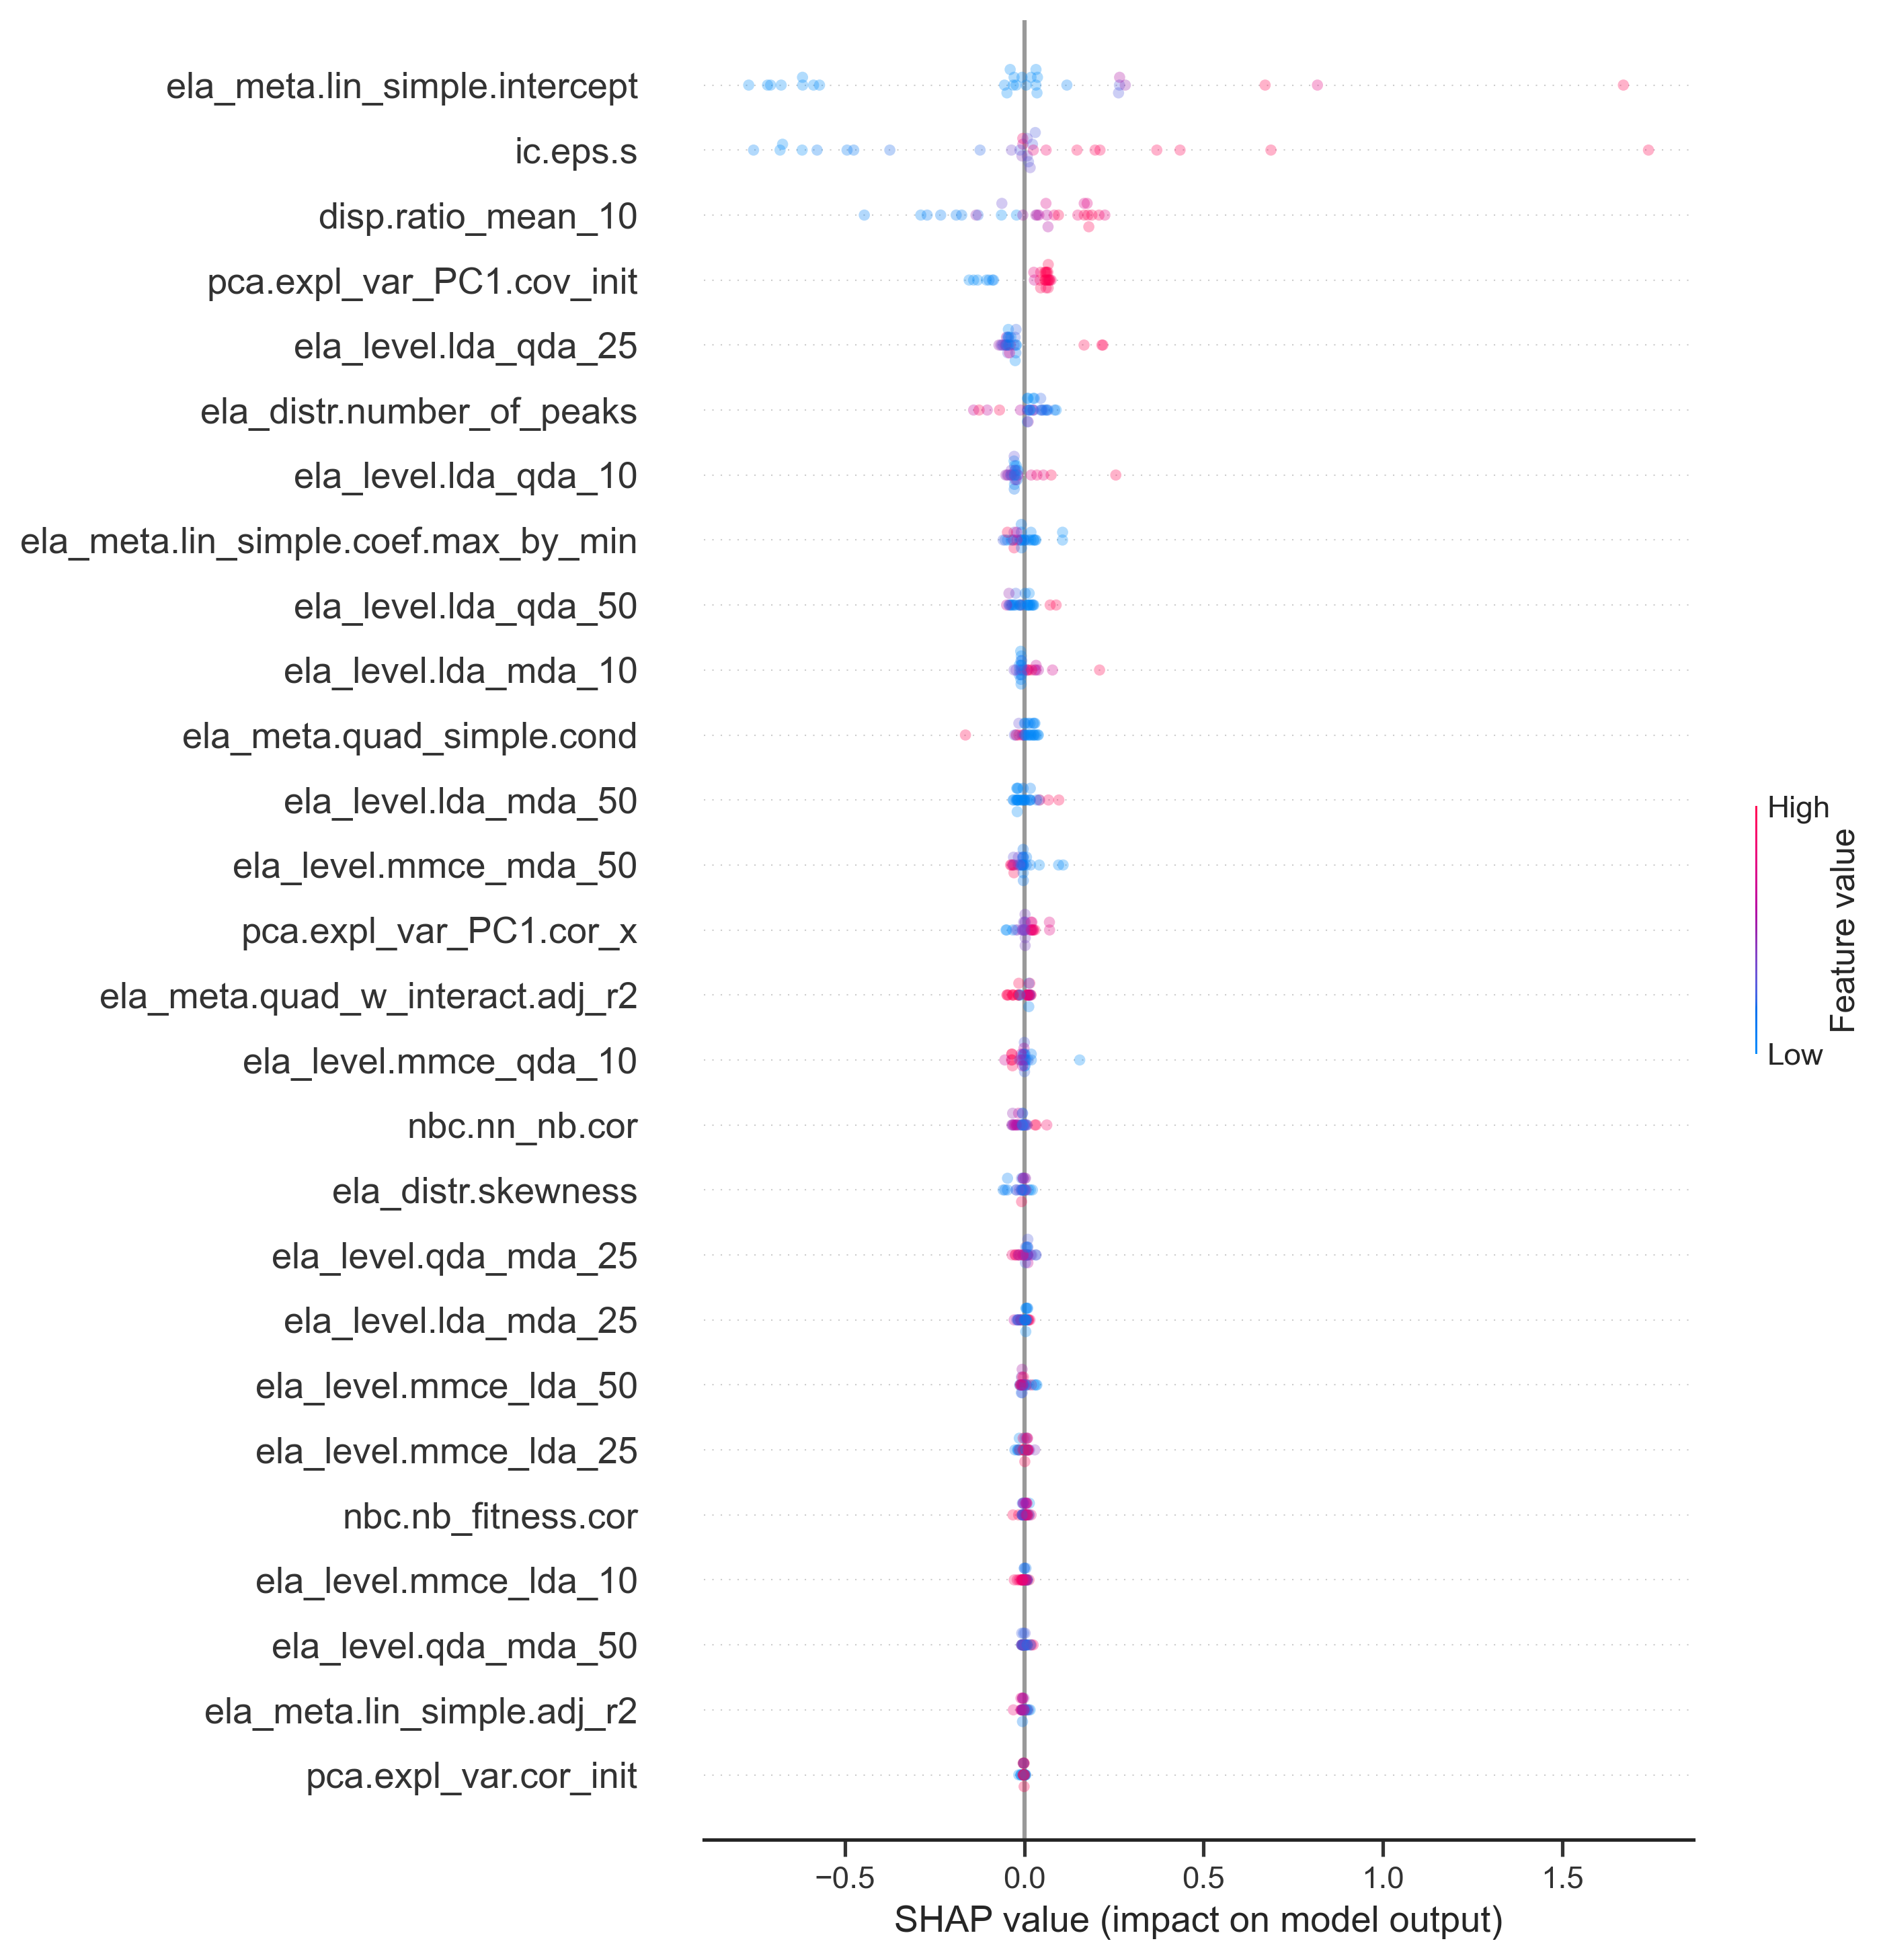 ela_meta.lin_simple.intercept
ic.eps.s
disp.ratio_mean_10
pca.expl_var_PC1.cov_init
ela_level.lda_qda_25
ela_distr.number_of_peaks
ela_level.lda_qda_10
ela_meta.lin_simple.coef.max_by_min
ela_level.lda_qda_50
ela_level.lda_mda_10
ela_meta.quad_simple.cond
ela_level.lda_mda_50
ela_level.mmce_mda_50
pca.expl_var_PC1.cor_x
ela_meta.quad_w_interact.adj_r2
ela_level.mmce_qda_10
nbc.nn_nb.cor
ela_distr.skewness
ela_level.qda_mda_25
ela_level.lda_mda_25
ela_level.mmce_lda_50
ela_level.mmce_lda_25
nbc.nb_fitness.cor
ela_level.mmce_lda_10
ela_level.qda_mda_50
ela_meta.lin_simple.adj_r2
pca.expl_var.cor_init
−0.5 0.0 0.5 1.0 1.5
SHAP value (impact on model output)
High
Feature value
Low